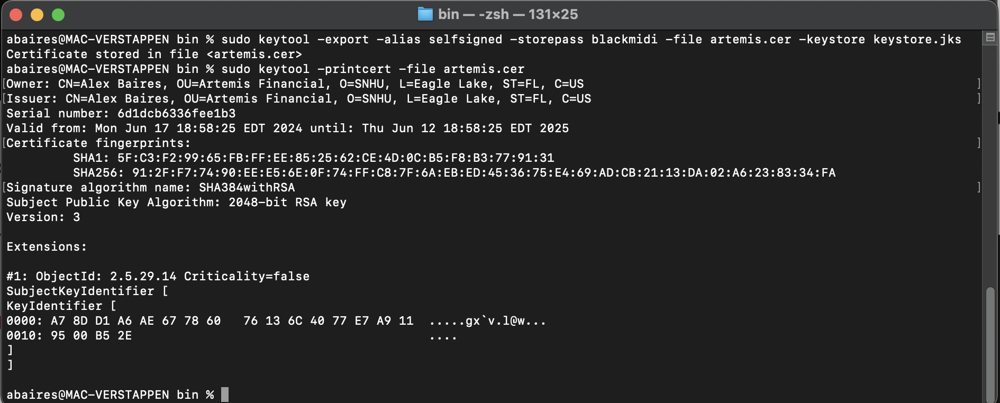 bin — -zsh — 131×25
abaires@MAC-VERSTAPPEN bin % sudo keytool -export -alias selfsigned -storepass blackmidi -file artemis.cer -keystore keystore.jks
Certificate stored in file <artemis.cer>
abaires@MAC-VERSTAPPEN bin % sudo keytool -printcert -file artemis.cer
[Owner: CN=Alex Baires, OU=Artemis Financial, O=SNHU, L=Eagle Lake, ST=FL, C=US ]
[Issuer: CN=Alex Baires, OU=Artemis Financial, O=SNHU, L=Eagle Lake, ST=FL, C=US ]
Serial number: 6d1dcb6336fee1b3
Valid from: Mon Jun 17 18:58:25 EDT 2024 until: Thu Jun 12 18:58:25 EDT 2025
[Certificate fingerprints: ]
SHA1: 5F:C3:F2:99:65:FB:FF:EE:85:25:62:CE:4D:0C:B5:F8:B3:77:91:31
SHA256: 91:2F:F7:74:90:EE:E5:6E:0F:74:FF:C8:7F:6A:EB:ED:45:36:75:E4:69:AD:CB:21:13:DA:02:A6:23:83:34:FA
[Signature algorithm name: SHA384withRSA ]
Subject Public Key Algorithm: 2048-bit RSA key
Version: 3
Extensions:
#1: ObjectId: 2.5.29.14 Criticality=false
SubjectKeyIdentifier [
KeyIdentifier [
0000: A7 8D D1 A6 AE 67 78 60   76 13 6C 40 77 E7 A9 11  .....gx`v.l@w...
0010: 95 00 B5 2E                                        ....
]
]
abaires@MAC-VERSTAPPEN bin %